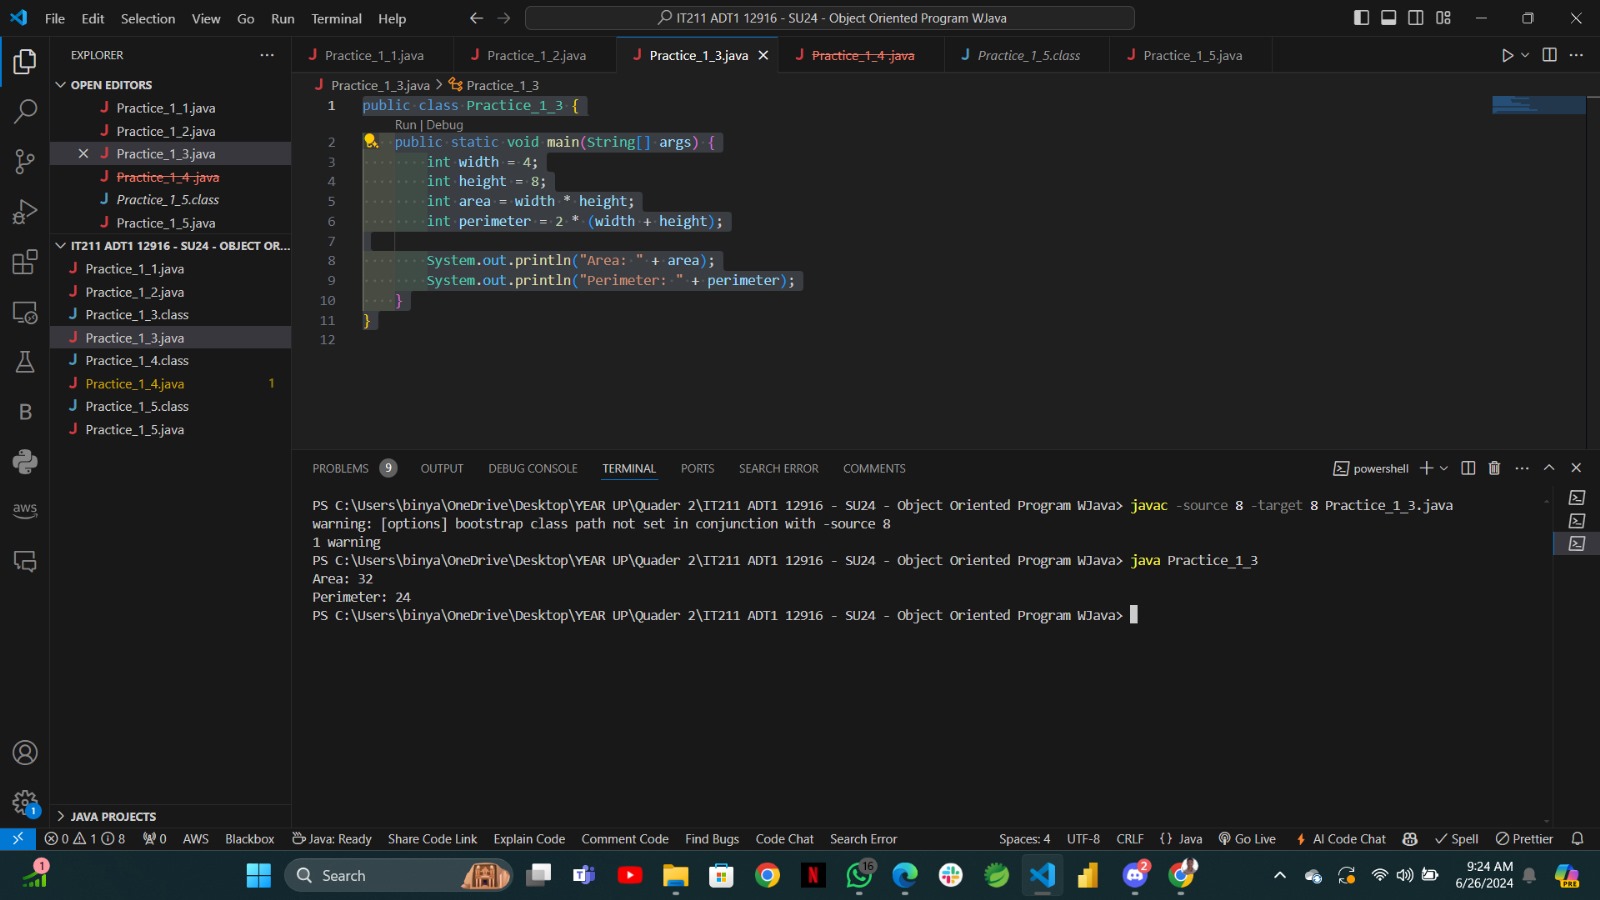 File Edit Selection View Go Run Terminal Help
IT211 ADT1 12916 - SU24 - Object Oriented Program WJava
EXPLORER
OPEN EDITORS
Practice_1_1.java
Practice_1_2.java
Practice_1_3.java
Practice_1_4 .java
Practice_1_5.class
Practice_1_5.java
IT211 ADT1 12916 - SU24 - OBJECT OR...
Practice_1_1.java
Practice_1_2.java
Practice_1_3.class
Practice_1_3.java
Practice_1_4.class
Practice_1_4.java 1
Practice_1_5.class
Practice_1_5.java
JAVA PROJECTS
B
aws
1
Practice_1_1.java Practice_1_2.java Practice_1_3.java Practice_1_4 .java Practice_1_5.class Practice_1_5.java
Practice_1_3.java > Practice_1_3
1 public class Practice_1_3 {
Run | Debug
2 public static void main(String[] args) {
3 int width = 4;
4 int height = 8;
5 int area = width * height;
6 int perimeter = 2 * (width + height);
7
8 System.out.println("Area: " + area);
9 System.out.println("Perimeter: " + perimeter);
10 }
11 }
12
PROBLEMS 9 OUTPUT DEBUG CONSOLE TERMINAL PORTS SEARCH ERROR COMMENTS powershell
PS C:\Users\binya\OneDrive\Desktop\YEAR UP\Quader 2\IT211 ADT1 12916 - SU24 - Object Oriented Program WJava> javac -source 8 -target 8 Practice_1_3.java
warning: [options] bootstrap class path not set in conjunction with -source 8
1 warning
PS C:\Users\binya\OneDrive\Desktop\YEAR UP\Quader 2\IT211 ADT1 12916 - SU24 - Object Oriented Program WJava> java Practice_1_3
Area: 32
Perimeter: 24
PS C:\Users\binya\OneDrive\Desktop\YEAR UP\Quader 2\IT211 ADT1 12916 - SU24 - Object Oriented Program WJava>
0 1 8 0 AWS Blackbox Java: Ready Share Code Link Explain Code Comment Code Find Bugs Code Chat Search Error Spaces: 4 UTF-8 CRLF {} Java Go Live AI Code Chat Spell Prettier
1 Search 16 2 9:24 AM
6/26/2024 PRE